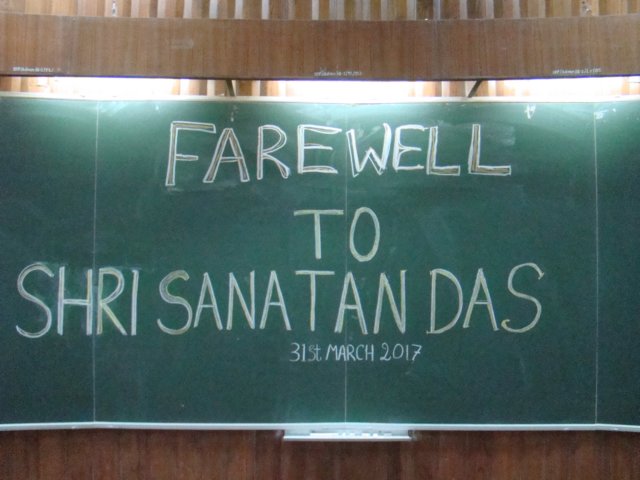 FAREWELL
TO
SHRI SANATAN DAS
31st MARCH 2017